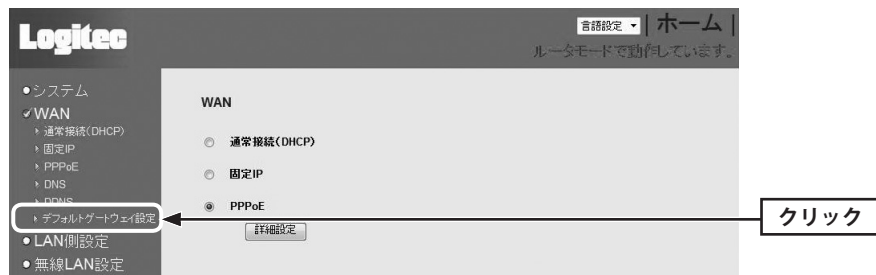 Logitec
言語設定 | ホーム |
ルータモードで動作しています。
システム
WAN
通常接続(DHCP)
固定IP
PPPoE
DNS
DDNS
デフォルトゲートウェイ設定
LAN側設定
無線LAN設定
WAN
通常接続(DHCP)
固定IP
PPPoE
詳細設定
クリック